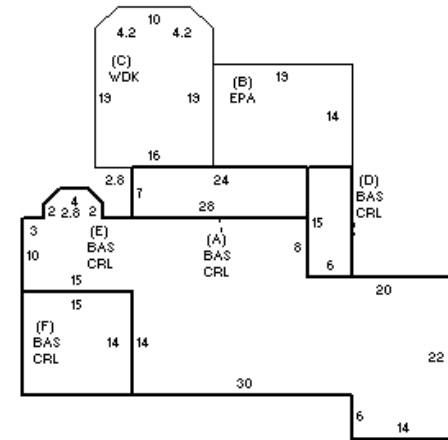 10
4.2 4.2
(C)
WDK
19 19
16
(B)
EPA
19
14
2.8
7
24
28
(D)
BAS
CRL
15
6
4
2 2.8 2
3
10
(E)
BAS
CRL
15
(A)
BAS
CRL
8
20
15
(F)
BAS
CRL
14 14
22
30
6
14